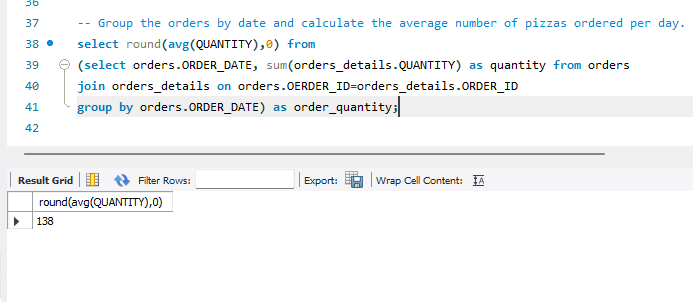 36
37 -- Group the orders by date and calculate the average number of pizzas ordered per day.
38 select round(avg(QUANTITY),0) from
39 (select orders.ORDER_DATE, sum(orders_details.QUANTITY) as quantity from orders
40 join orders_details on orders.OERDER_ID=orders_details.ORDER_ID
41 group by orders.ORDER_DATE) as order_quantity;
42
Result Grid Filter Rows: Export: Wrap Cell Content: IA
round(avg(QUANTITY),0)
138